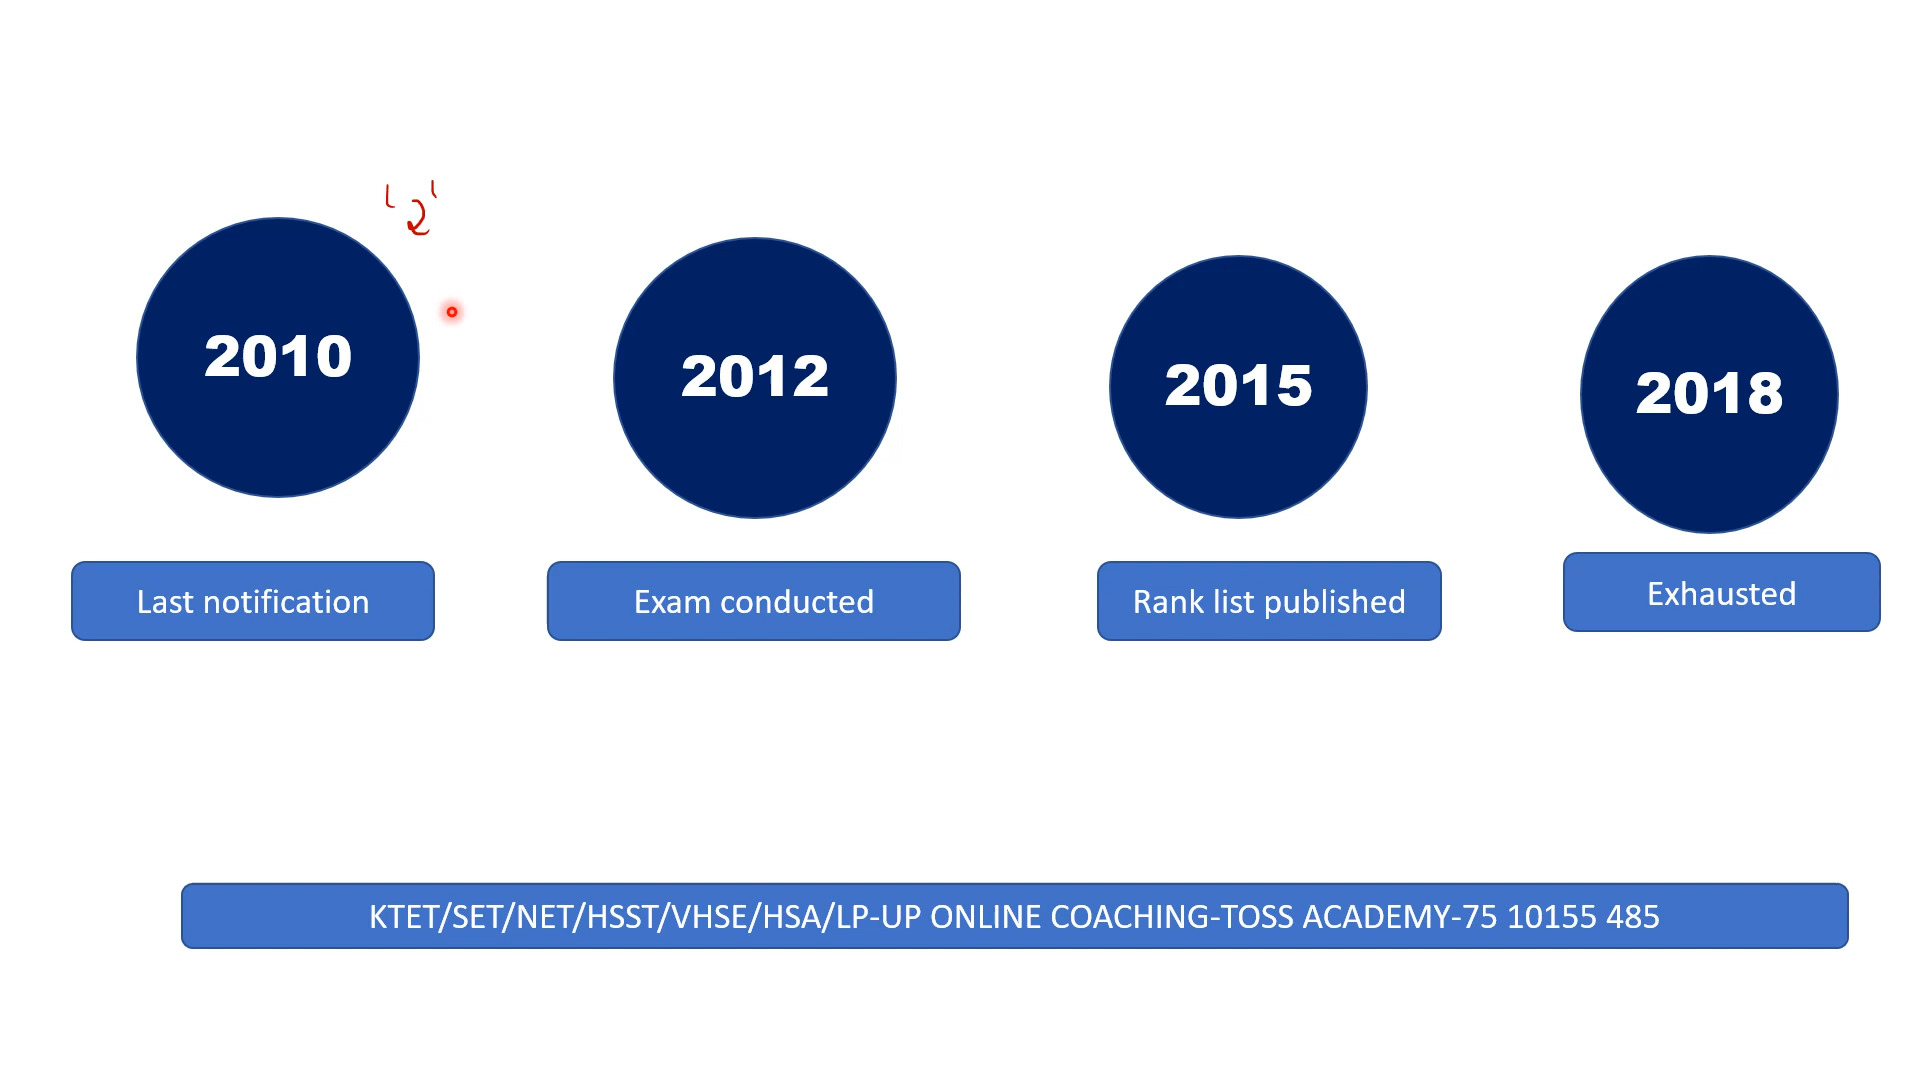 2010
2012
2015
2018
Last notification
Exam conducted
Rank list published
Exhausted
KTET/SET/NET/HSST/VHSE/HSA/LP-UP ONLINE COACHING-TOSS ACADEMY-75 10155 485